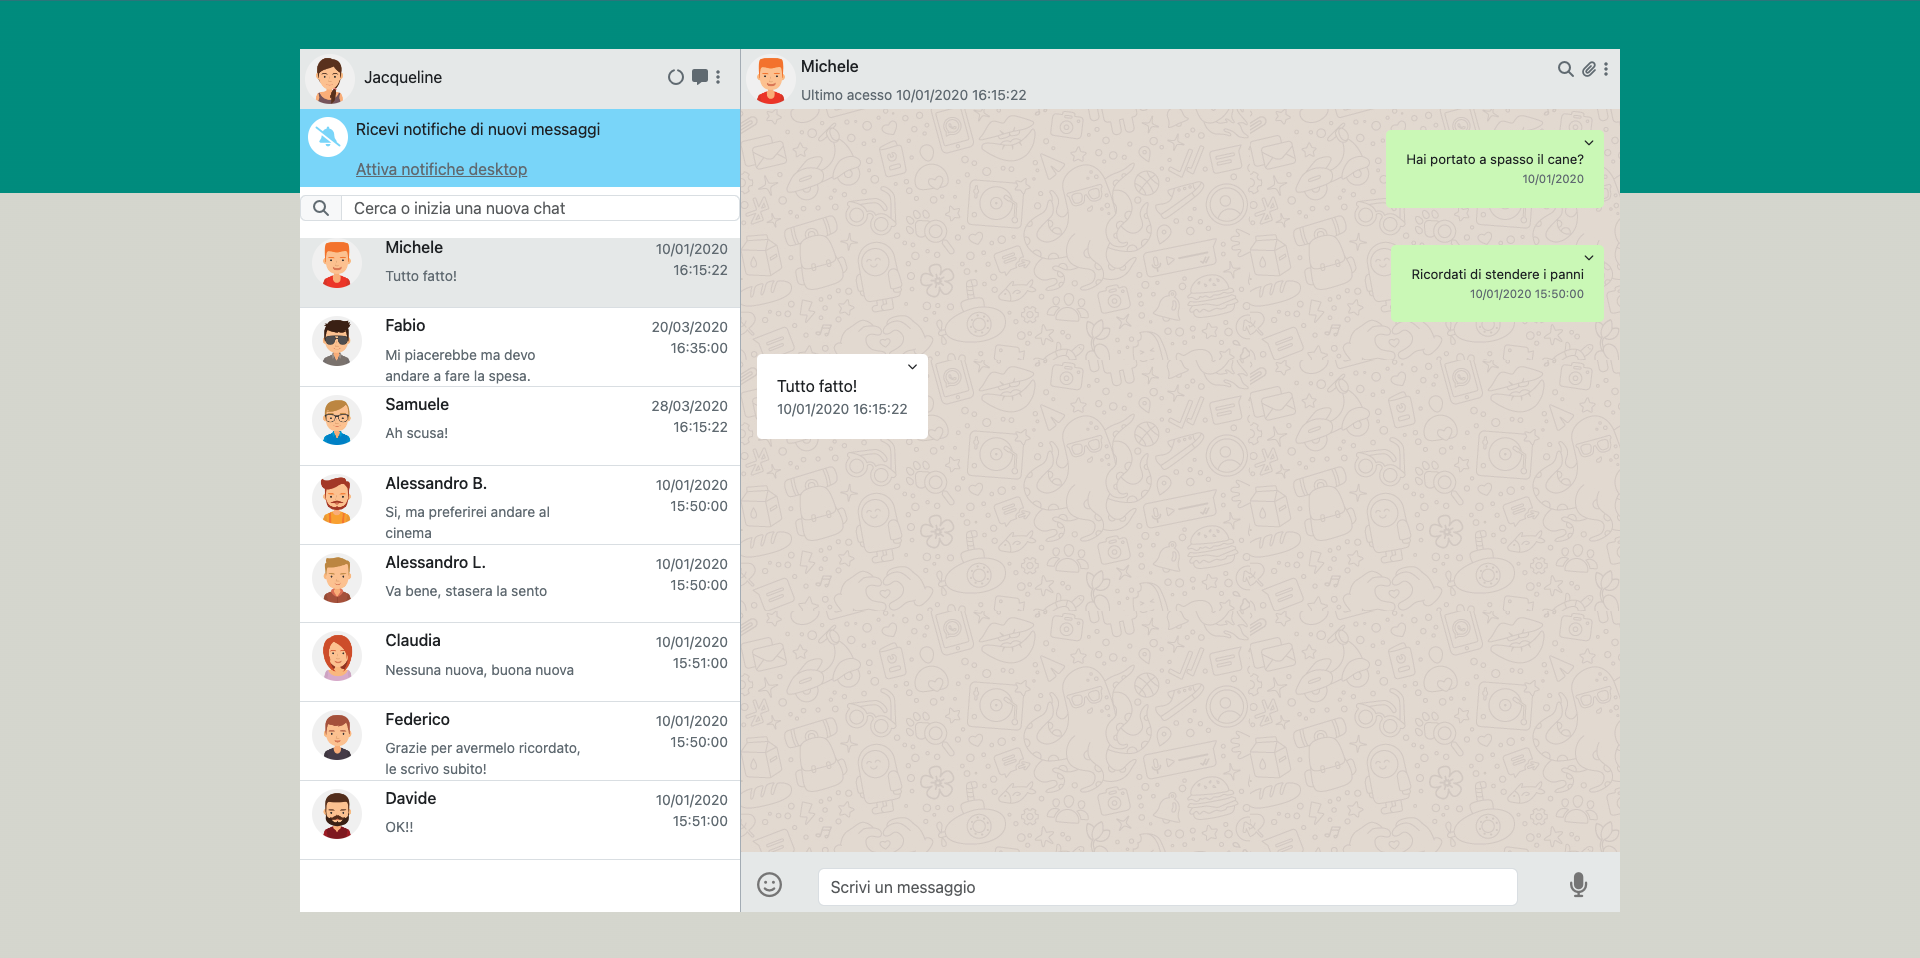 Jacqueline
Ricevi notifiche di nuovi messaggi
Attiva notifiche desktop
Cerca o inizia una nuova chat
Michele
10/01/2020
16:15:22
Tutto fatto!
Fabio
20/03/2020
16:35:00
Mi piacerebbe ma devo
andare a fare la spesa.
Samuele
28/03/2020
16:15:22
Ah scusa!
Alessandro B.
10/01/2020
15:50:00
Si, ma preferirei andare al
cinema
Alessandro L.
10/01/2020
15:50:00
Va bene, stasera la sento
Claudia
10/01/2020
15:51:00
Nessuna nuova, buona nuova
Federico
10/01/2020
15:50:00
Grazie per avermelo ricordato,
le scrivo subito!
Davide
10/01/2020
15:51:00
OK!!
Michele
Ultimo acesso 10/01/2020 16:15:22
Hai portato a spasso il cane?
10/01/2020
Ricordati di stendere i panni
10/01/2020 15:50:00
Tutto fatto!
10/01/2020 16:15:22
Scrivi un messaggio